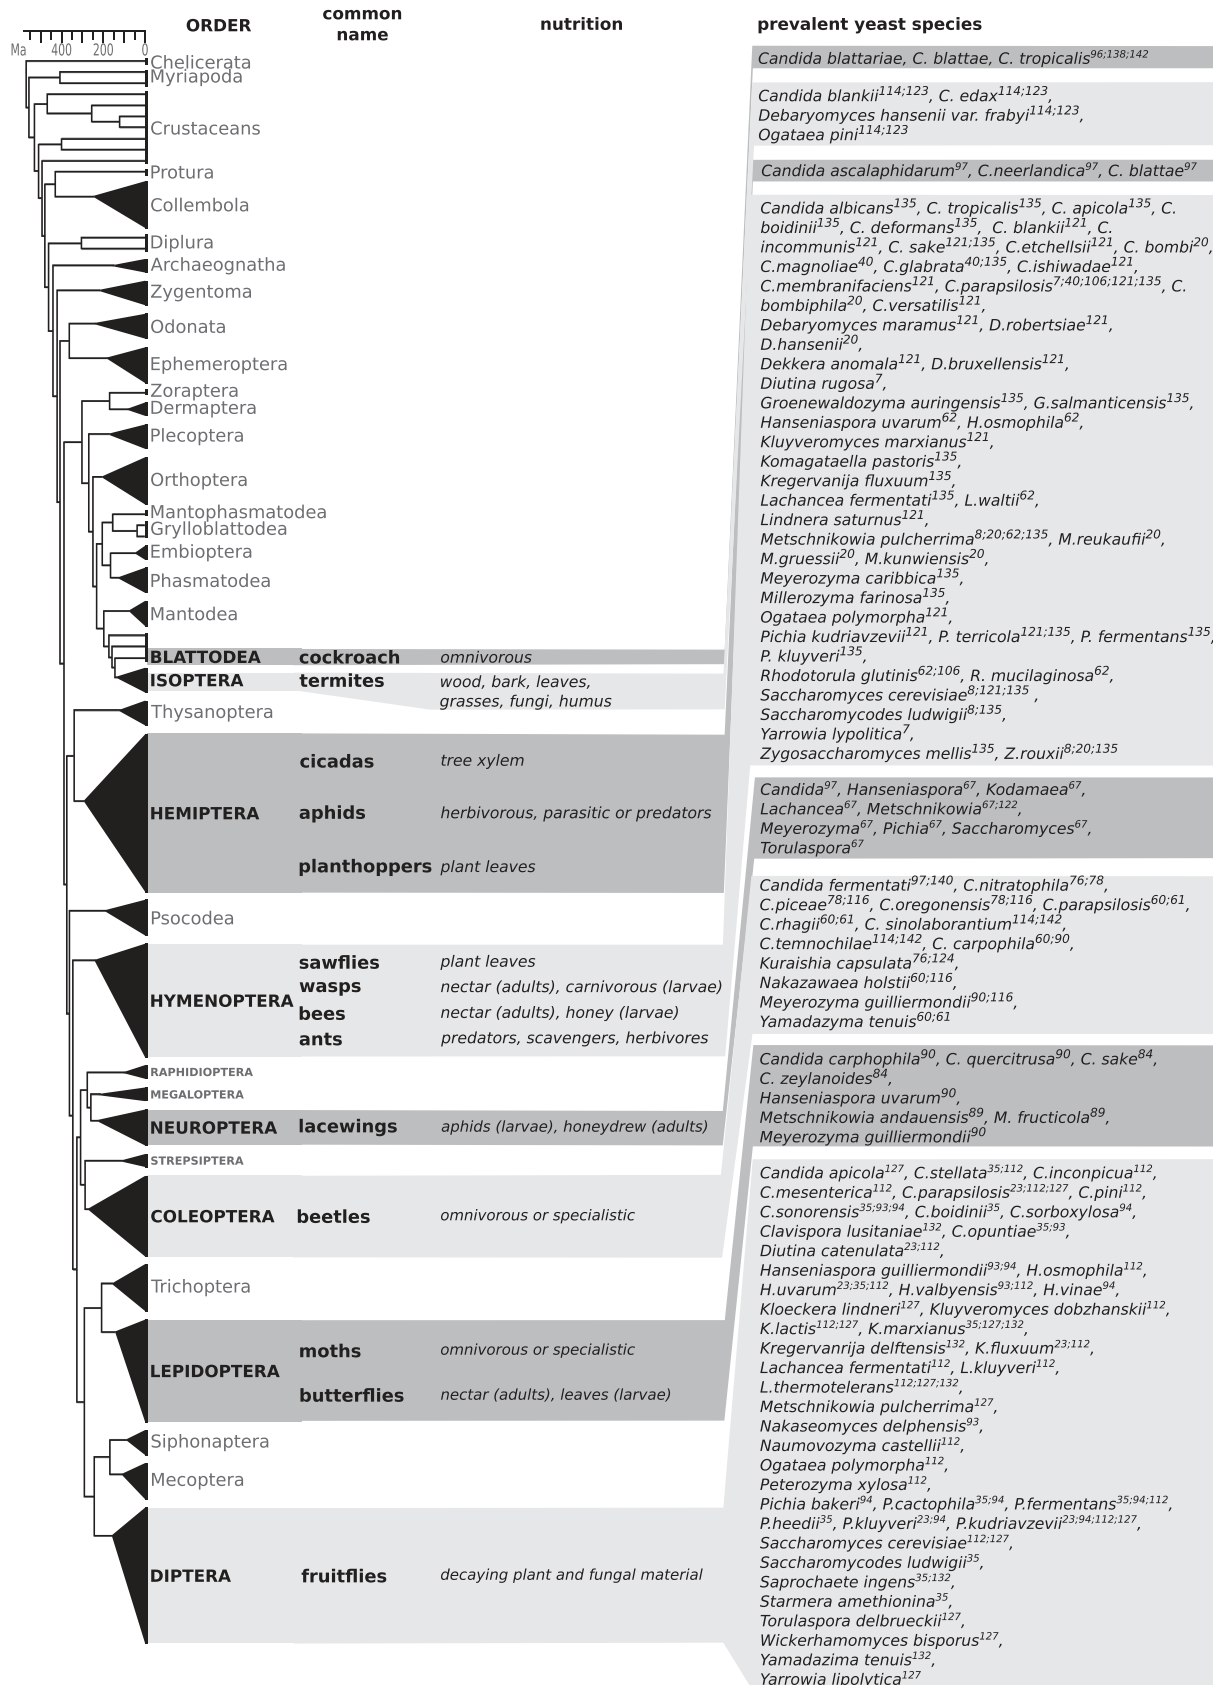 ORDER
common
name
nutrition
prevalent yeast species
Ma 400 200 0
Chelicerata
Myriapoda
Crustaceans
Protura
Collembola
Diplura
Archaeognatha
Zygentoma
Odonata
Ephemeroptera
Zoraptera
Dermaptera
Plecoptera
Orthoptera
Mantophasmatodea
Grylloblattodea
Embioptera
Phasmatodea
Mantodea
BLATTODEA cockroach omnivorous
ISOPTERA termites wood, bark, leaves,
grasses, fungi, humus
Thysanoptera
cicadas tree xylem
HEMIPTERA aphids herbivorous, parasitic or predators
planthoppers plant leaves
Psocodea
sawflies plant leaves
wasps nectar (adults), carnivorous (larvae)
HYMENOPTERA
bees nectar (adults), honey (larvae)
ants predators, scavengers, herbivores
RAPHIDIOPTERA
MEGALOPTERA
NEUROPTERA lacewings aphids (larvae), honeydrew (adults)
STREPSIPTERA
COLEOPTERA beetles omnivorous or specialistic
Trichoptera
moths omnivorous or specialistic
LEPIDOPTERA
butterflies nectar (adults), leaves (larvae)
Siphonaptera
Mecoptera
DIPTERA fruitflies decaying plant and fungal material
Candida blattariae, C. blattae, C. tropicalis96;138;142
Candida blankii114;123, C. edax114;123,
Debaryomyces hansenii var. frabyi114;123,
Ogataea pini114;123
Candida ascalaphidarum97, C.neerlandica97, C. blattae97
Candida albicans135, C. tropicalis135, C. apicola135, C.
boidinii135, C. deformans135, C. blankii121, C.
incommunis121, C. sake121;135, C.etchellsii121, C. bombi20,
C.magnoliae40, C.glabrata40;135, C.ishiwadae121,
C.membranifaciens121, C.parapsilosis7;40;106;121;135, C.
bombiphila20, C.versatilis121,
Debaryomyces maramus121, D.robertsiae121,
D.hansenii20,
Dekkera anomala121, D.bruxellensis121,
Diutina rugosa7,
Groenewaldozyma auringensis135, G.salmanticensis135,
Hanseniaspora uvarum62, H.osmophila62,
Kluyveromyces marxianus121,
Komagataella pastoris135,
Kregervanija fluxuum135,
Lachancea fermentati135, L.waltii62,
Lindnera saturnus121,
Metschnikowia pulcherrima8;20;62;135, M.reukaufii20,
M.gruessii20, M.kunwiensis20,
Meyerozyma caribbica135,
Millerozyma farinosa135,
Ogataea polymorpha121,
Pichia kudriavzevii121, P. terricola121;135, P. fermentans135,
P. kluyveri135,
Rhodotorula glutinis62;106, R. mucilaginosa62,
Saccharomyces cerevisiae8;121;135 ,
Saccharomycodes ludwigii8;135,
Yarrowia lypolitica7,
Zygosaccharomyces mellis135, Z.rouxii8;20;135
Candida97, Hanseniaspora67, Kodamaea67,
Lachancea67, Metschnikowia67;122,
Meyerozyma67, Pichia67, Saccharomyces67,
Torulaspora67
Candida fermentati97;140, C.nitratophila76;78,
C.piceae78;116, C.oregonensis78;116, C.parapsilosis60;61,
C.rhagii60;61, C. sinolaborantium114;142,
C.temnochilae114;142, C. carpophila60;90,
Kuraishia capsulata76;124,
Nakazawaea holstii60;116,
Meyerozyma guilliermondii90;116,
Yamadazyma tenuis60;61
Candida carphophila90, C. quercitrusa90, C. sake84,
C. zeylanoides84,
Hanseniaspora uvarum90,
Metschnikowia andauensis89, M. fructicola89,
Meyerozyma guilliermondii90
Candida apicola127, C.stellata35;112, C.inconpicua112,
C.mesenterica112, C.parapsilosis23;112;127, C.pini112,
C.sonorensis35;93;94, C.boidinii35, C.sorboxylosa94,
Clavispora lusitaniae132, C.opuntiae35;93,
Diutina catenulata23;112,
Hanseniaspora guilliermondii93;94, H.osmophila112,
H.uvarum23;35;112, H.valbyensis93;112, H.vinae94,
Kloeckera lindneri127, Kluyveromyces dobzhanskii112,
K.lactis112;127, K.marxianus35;127;132,
Kregervanrija delftensis132, K.fluxuum23;112,
Lachancea fermentati112, L.kluyveri112,
L.thermotelerans112;127;132,
Metschnikowia pulcherrima127,
Nakaseomyces delphensis93,
Naumovozyma castellii112,
Ogataea polymorpha112,
Peterozyma xylosa112,
Pichia bakeri94, P.cactophila35;94, P.fermentans35;94;112,
P.heedii35, P.kluyveri23;94, P.kudriavzevii23;94;112;127,
Saccharomyces cerevisiae112;127,
Saccharomycodes ludwigii35,
Saprochaete ingens35;132,
Starmera amethionina35,
Torulaspora delbrueckii127,
Wickerhamomyces bisporus127,
Yamadazima tenuis132,
Yarrowia lipolytica127